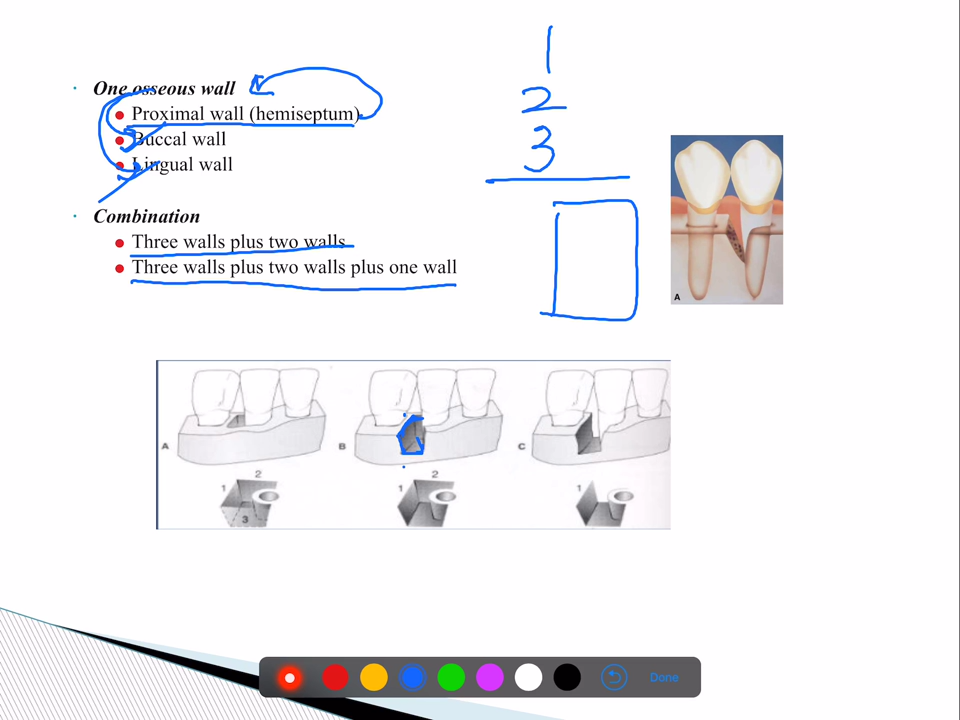 One osseous wall
Proximal wall (hemiseptum)
Buccal wall
Lingual wall
Combination
Three walls plus two walls
Three walls plus two walls plus one wall
1
2
3
A
A
B
C
1 2
3
1 2
1
Done